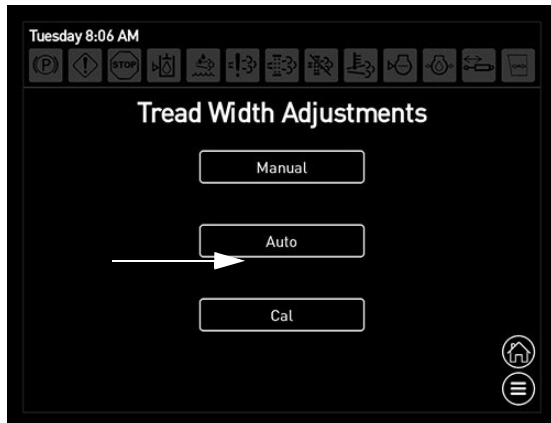 Tuesday 8:06 AM
P
STOP
Tread Width Adjustments
Manual
Auto
Cal